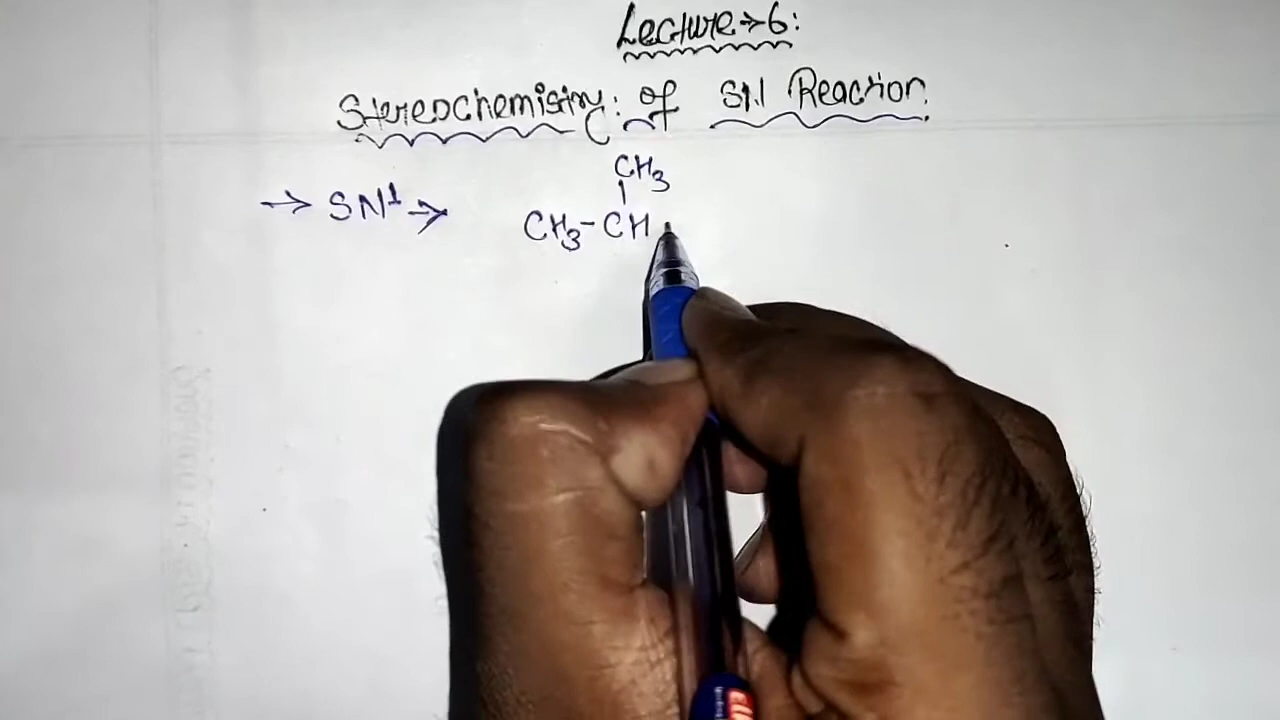 Lecture → 6:
Stereochemistry: of SN1 Reaction.
CH3
→ SN1 → CH3-CH